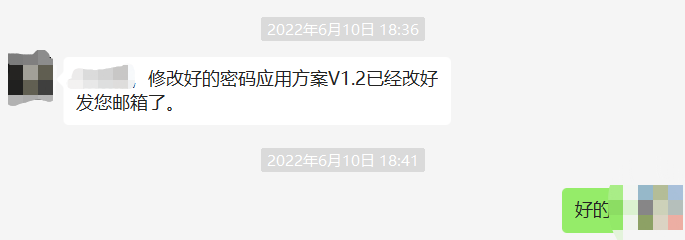 2022年6月10日 18:36
，修改好的密码应用方案V1.2已经改好
发您邮箱了。
2022年6月10日 18:41
好的